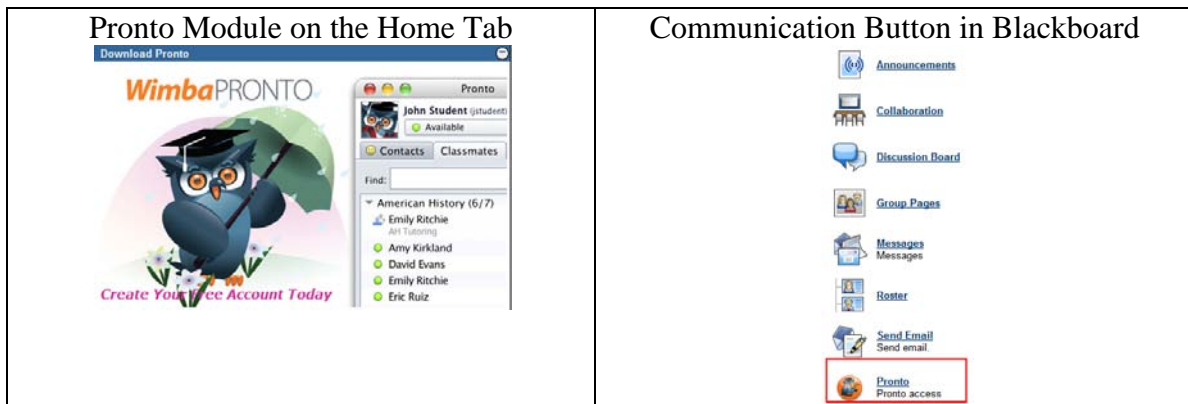 Pronto Module on the Home Tab
Download Pronto
WimbaPRONTO
Pronto
John Student (jstudent)
Available
Contacts Classmates
Find:
American History (6/7)
Emily Ritchie
AH Tutoring
Amy Kirkland
David Evans
Emily Ritchie
Eric Ruiz
Create Your Free Account Today
Communication Button in Blackboard
Announcements
Collaboration
Discussion Board
Group Pages
Messages
Messages
Roster
Send Email
Send email.
Pronto
Pronto access